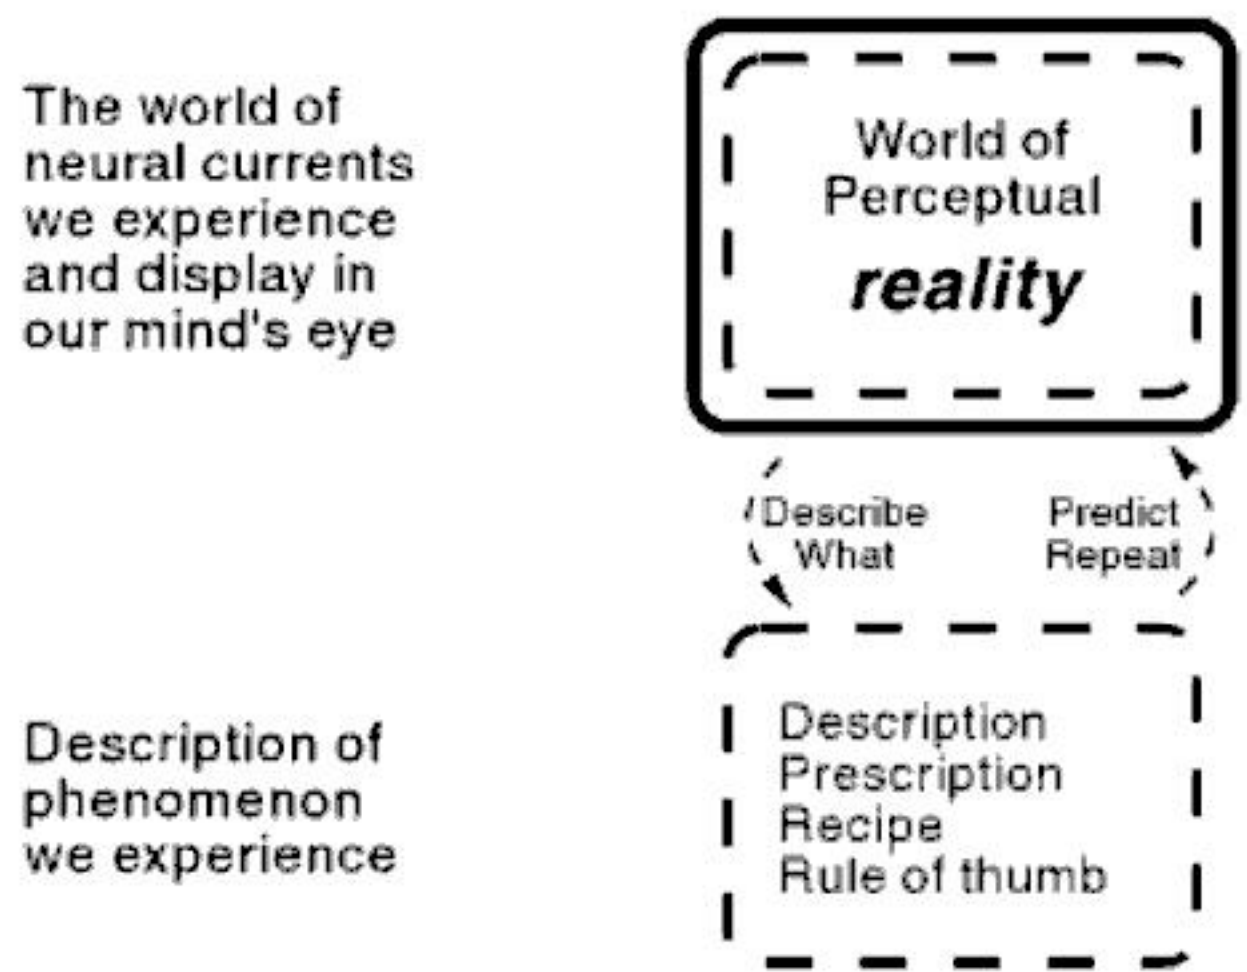 The world of
neural currents
we experience
and display in
our mind's eye
World of
Perceptual
reality
Describe
What
Predict
Repeat
Description of
phenomenon
we experience
Description
Prescription
Recipe
Rule of thumb